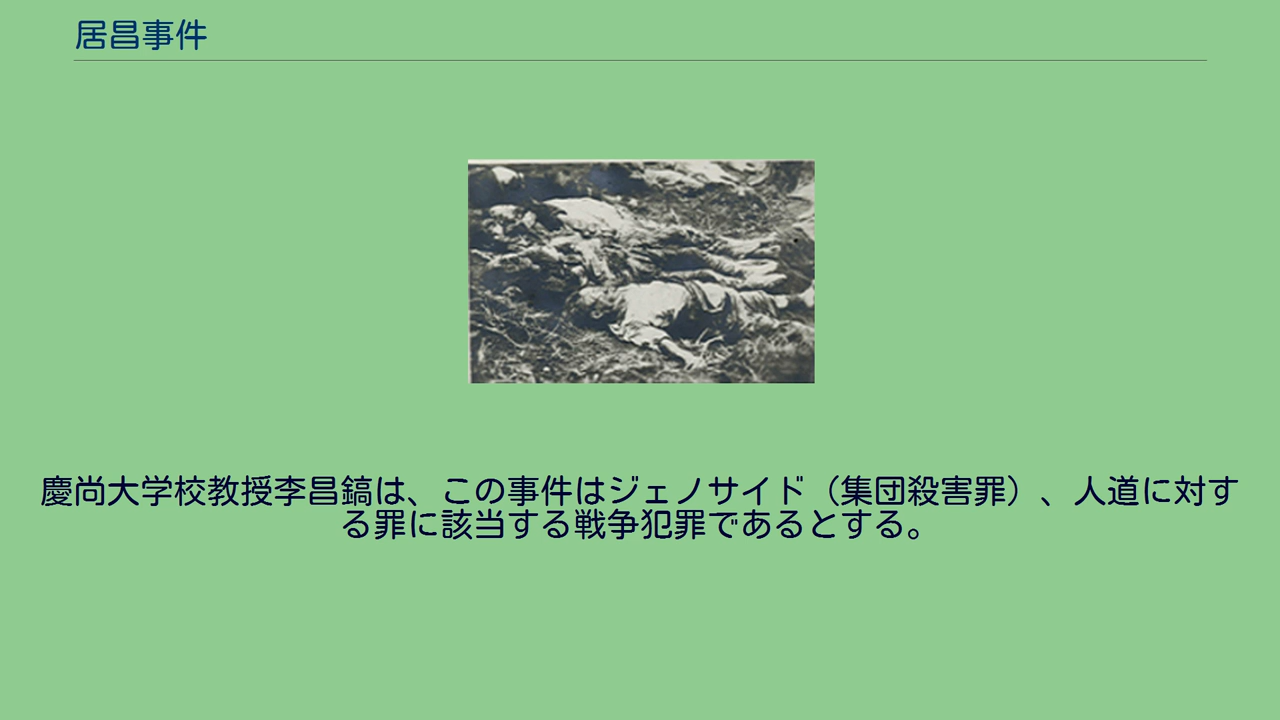 居昌事件
慶尚大学校教授李昌鎬は、この事件はジェノサイド（集団殺害罪）、人道に対す
る罪に該当する戦争犯罪であるとする。